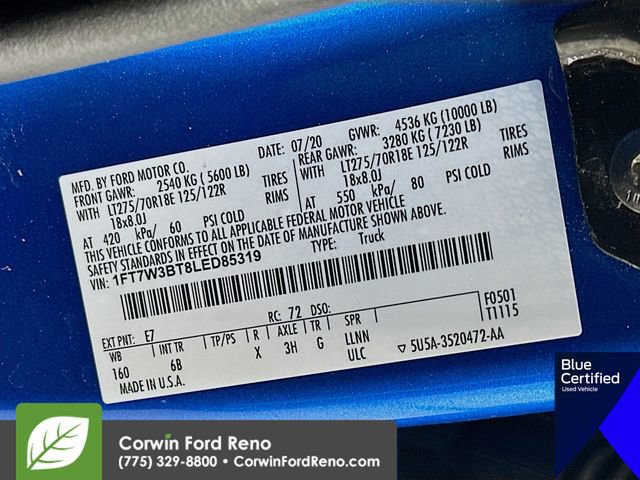 MFD. BY FORD MOTOR CO.
DATE: 07/20 GVWR: 4536 KG (10000 LB)
FRONT GAWR: 2540 KG ( 5600 LB)
REAR GAWR: 3280 KG ( 7230 LB)
WITH LT275/70R18E 125/122R TIRES
LT275/70R18E 125/122R TIRES
18x8.0J RIMS
18x8.0J RIMS
AT 420 kPa/ 60 PSI COLD
AT 550 kPa/ 80 PSI COLD
THIS VEHICLE CONFORMS TO ALL APPLICABLE FEDERAL MOTOR VEHICLE
SAFETY STANDARDS IN EFFECT ON THE DATE OF MANUFACTURE SHOWN ABOVE.
VIN: 1FT7W3BT8LED85319 TYPE: Truck
EXT PNT: E7 RC: 72 DSO: F0501
WB INT TR TP/PS R AXLE TR SPR T1115
160 6B X 3H G LLNN
ULC 5U5A-3520472-AA
MADE IN U.S.A.
Blue
Certified
Used Vehicle
Corwin Ford Reno
(775) 329-8800 • CorwinFordReno.com